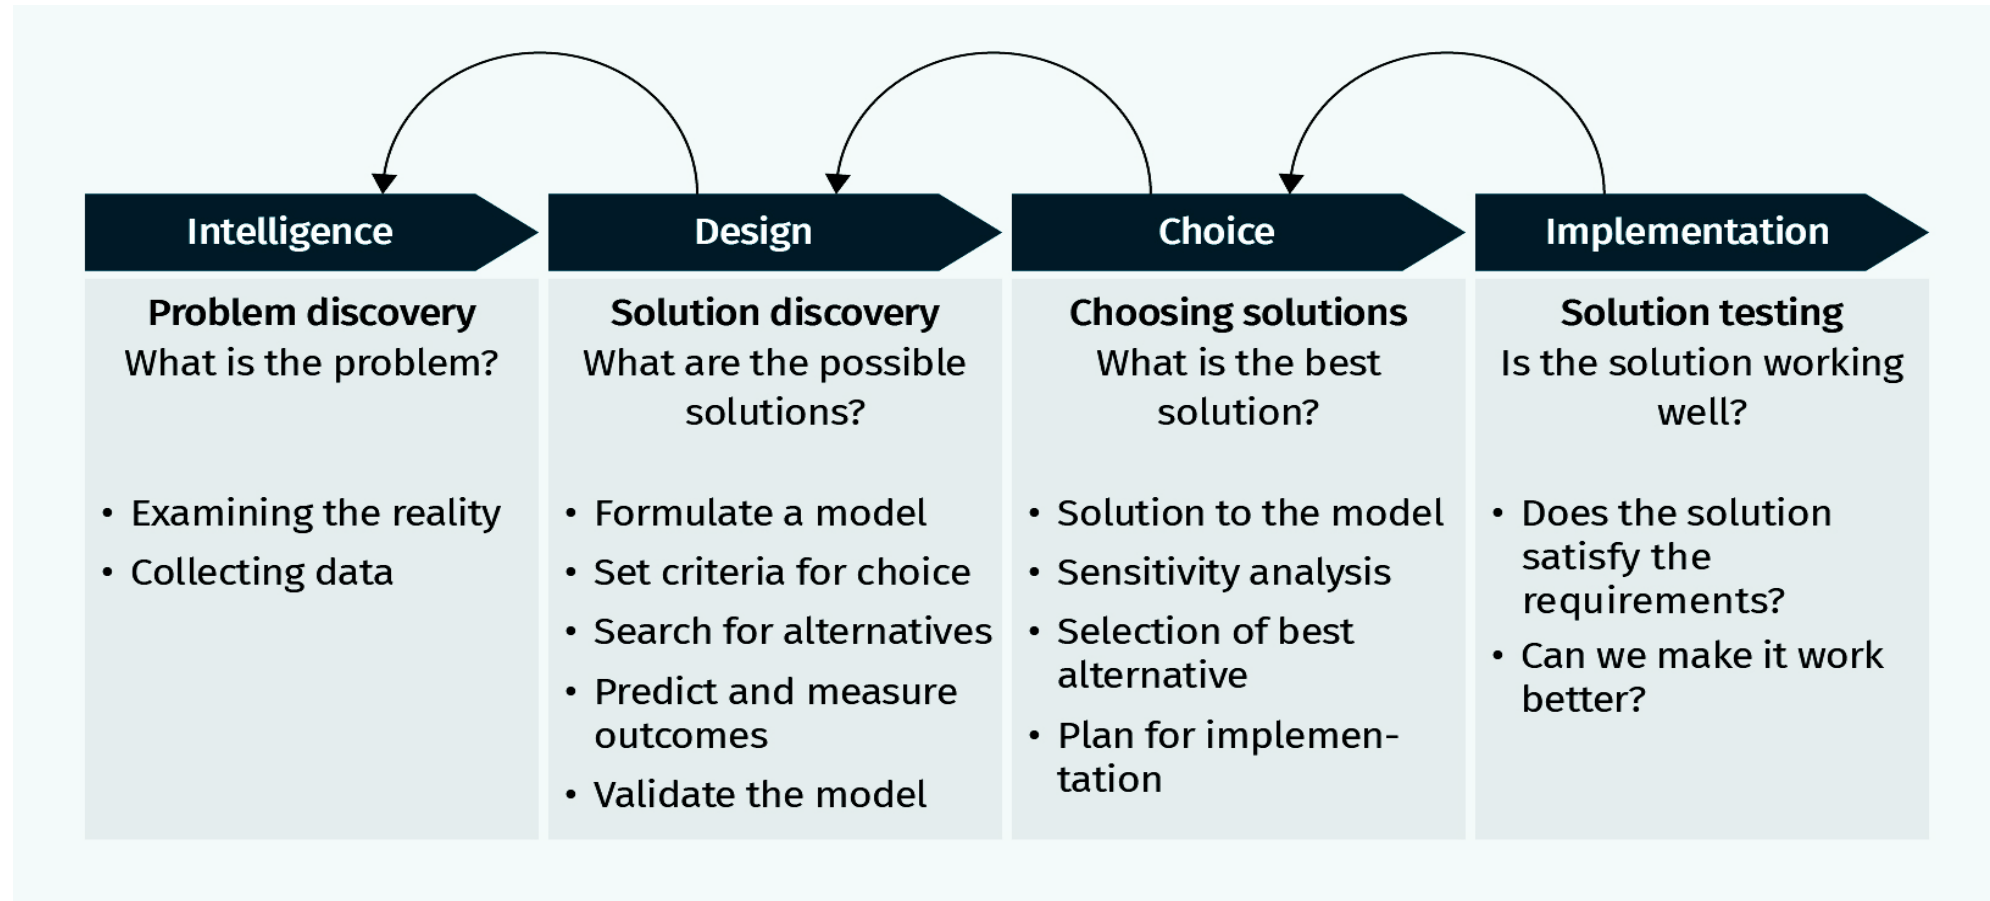 Intelligence
Design
Choice
Implementation
Problem discovery
What is the problem?
• Examining the reality
• Collecting data
Solution discovery
What are the possible
solutions?
• Formulate a model
• Set criteria for choice
• Search for alternatives
• Predict and measure
outcomes
• Validate the model
Choosing solutions
What is the best
solution?
• Solution to the model
• Sensitivity analysis
• Selection of best
alternative
• Plan for implemen-
tation
Solution testing
Is the solution working
well?
• Does the solution
satisfy the
requirements?
• Can we make it work
better?